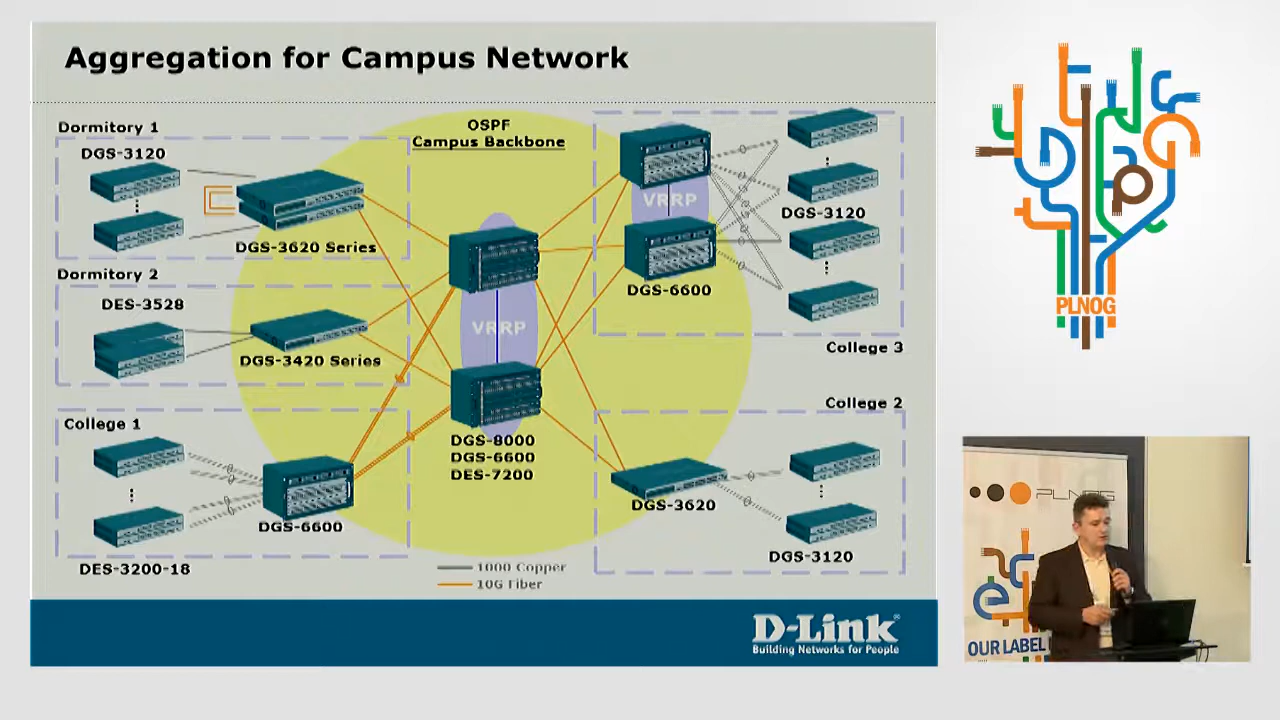 Aggregation for Campus Network
Dormitory 1
DGS-3120
DGS-3620 Series
Dormitory 2
DES-3528
DGS-3420 Series
College 1
DGS-6600
DES-3200-18
OSPF
Campus Backbone
VRRP
DGS-8000
DGS-6600
DES-7200
VRRP
DGS-3120
DGS-6600
College 3
College 2
DGS-3620
DGS-3120
1000 Copper
10G Fiber
D-Link®
Building Networks for People
PLNOG
PLNOG
OUR LABEL